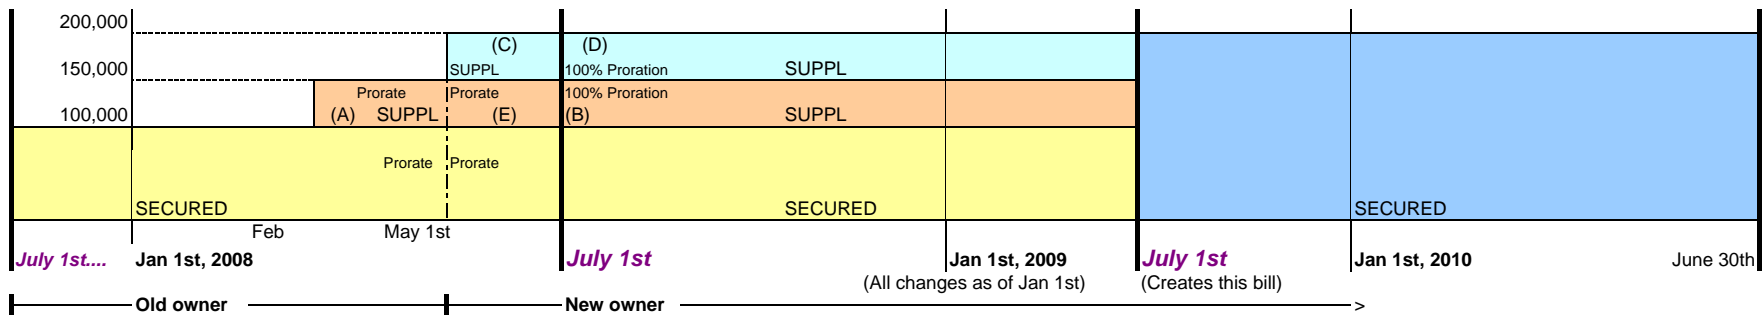 200,000
(C) (D)
150,000 SUPPL 100% Proration SUPPL
Prorate Prorate 100% Proration
100,000 (A) SUPPL (E) (B) SUPPL
Prorate Prorate
SECURED SECURED SECURED
Feb May 1st
July 1st.... Jan 1st, 2008 July 1st Jan 1st, 2009 July 1st Jan 1st, 2010 June 30th
(All changes as of Jan 1st) (Creates this bill)
Old owner New owner >